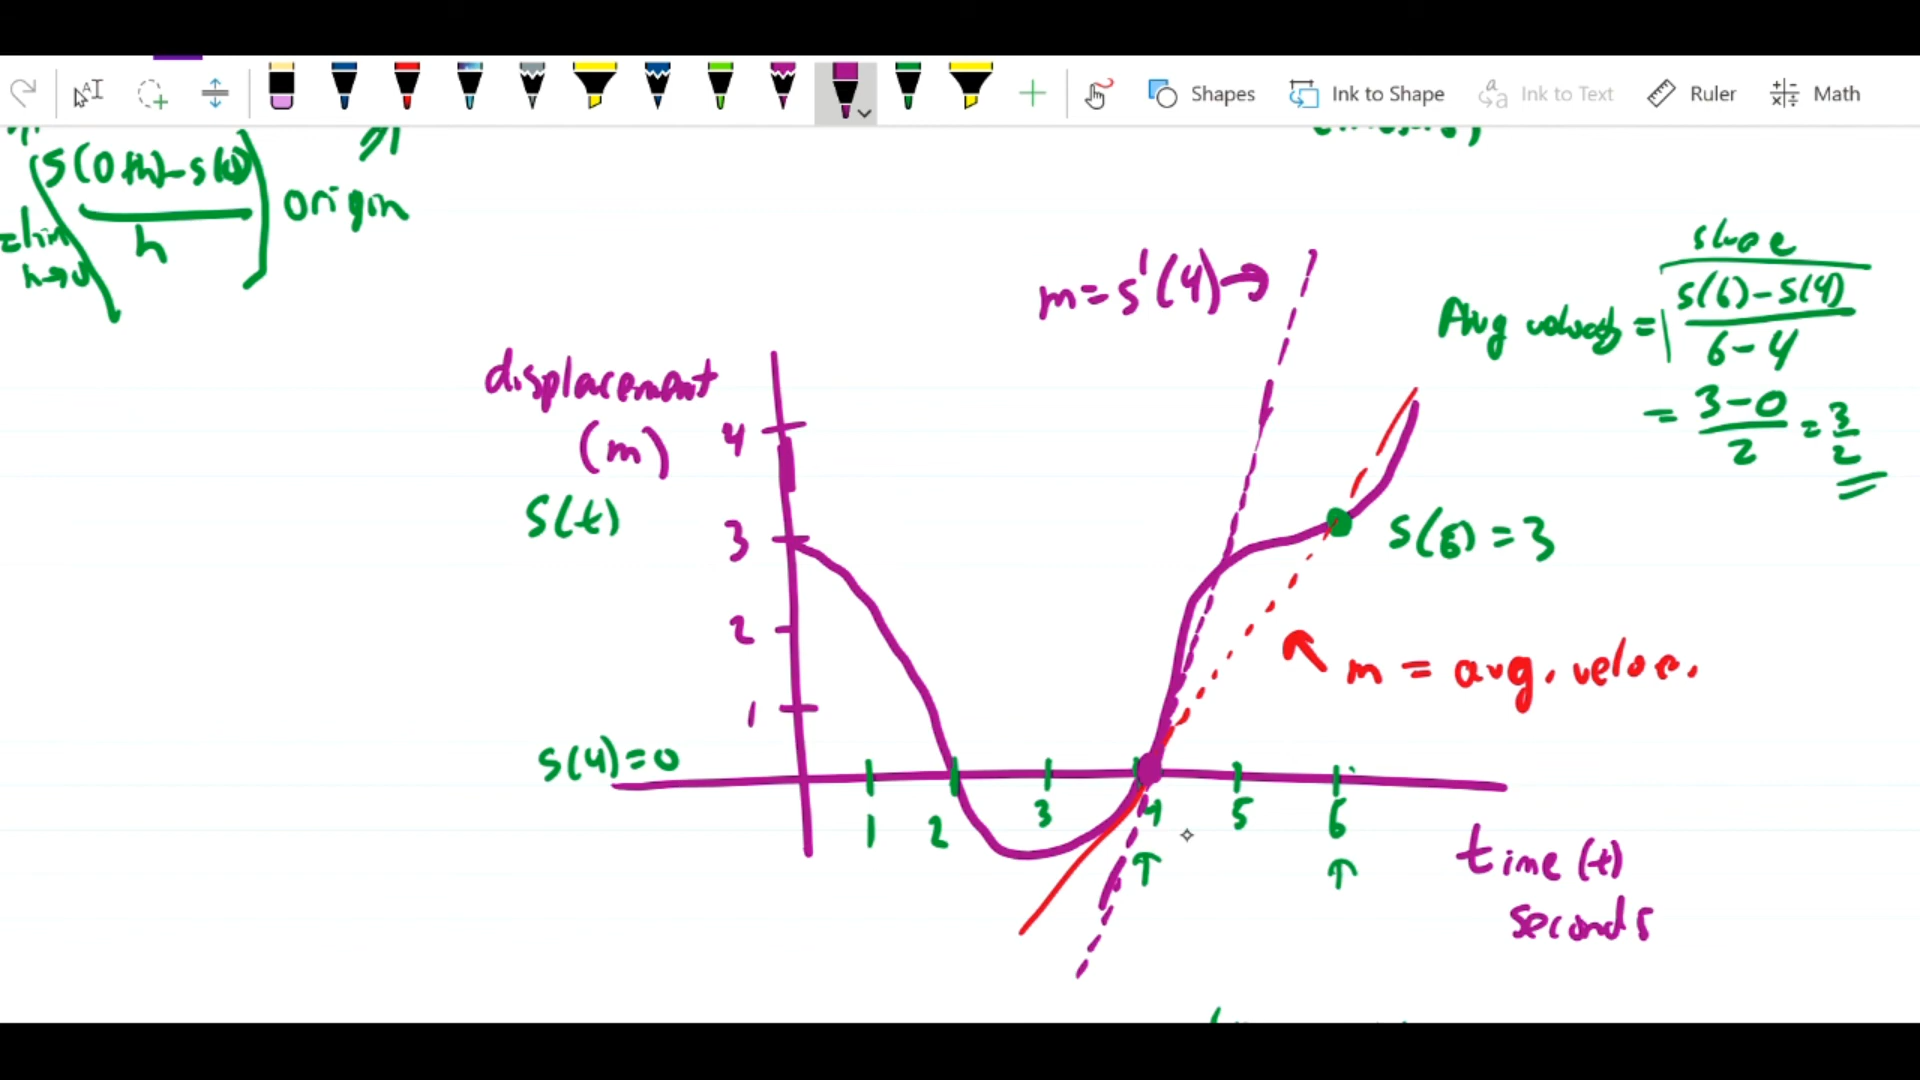 Shapes
Ink to Shape
Ink to Text
Ruler
Math
S(0+h)-s(0)
h
=lim
h→0
origin
m=s'(4)→
slope
Avg velocity = s(6)-s(4)
6-4
= 3-0
2
= 3
2
displacement
(m)
S(t)
4
3
2
1
S(6)=3
m = avg. veloc.
S(4)=0
1
2
3
4
5
6
time (t)
seconds